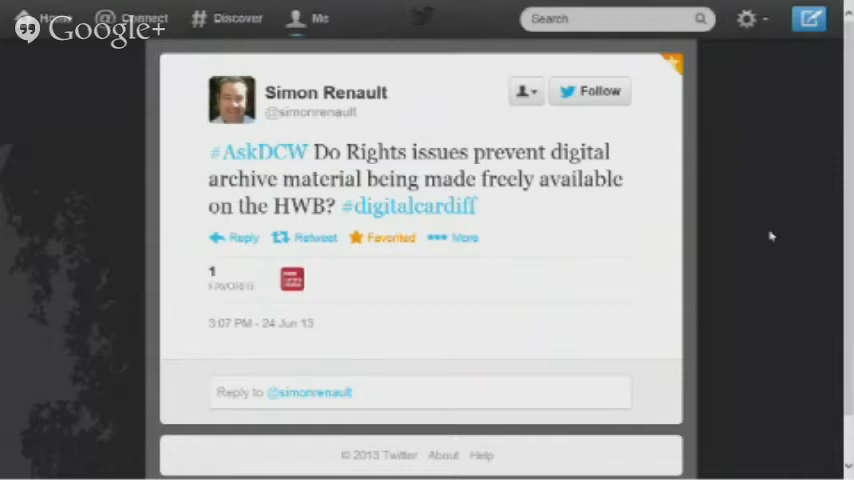 Home @ Connect # Discover Me Search
Google+
Simon Renault
@simonrenault
Follow
#AskDCW Do Rights issues prevent digital
archive material being made freely available
on the HWB? #digitalcardiff
Reply Retweet Favorited More
1
FAVORITE
3:07 PM - 24 Jun 13
Reply to @simonrenault
© 2013 Twitter About Help